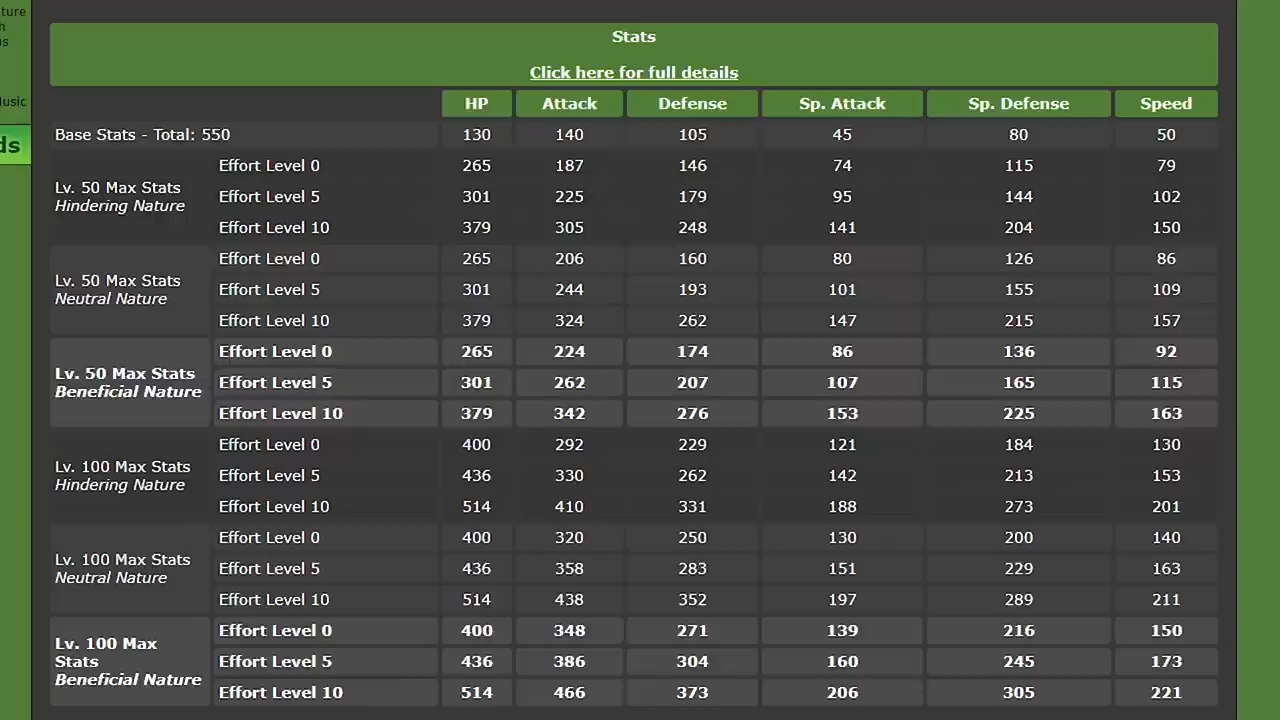 ture
h
us
Music
ds
Stats
Click here for full details
HP Attack Defense Sp. Attack Sp. Defense Speed
Base Stats - Total: 550 130 140 105 45 80 50
Lv. 50 Max Stats
Hindering Nature
Effort Level 0 265 187 146 74 115 79
Effort Level 5 301 225 179 95 144 102
Effort Level 10 379 305 248 141 204 150
Lv. 50 Max Stats
Neutral Nature
Effort Level 0 265 206 160 80 126 86
Effort Level 5 301 244 193 101 155 109
Effort Level 10 379 324 262 147 215 157
Lv. 50 Max Stats
Beneficial Nature
Effort Level 0 265 224 174 86 136 92
Effort Level 5 301 262 207 107 165 115
Effort Level 10 379 342 276 153 225 163
Lv. 100 Max Stats
Hindering Nature
Effort Level 0 400 292 229 121 184 130
Effort Level 5 436 330 262 142 213 153
Effort Level 10 514 410 331 188 273 201
Lv. 100 Max Stats
Neutral Nature
Effort Level 0 400 320 250 130 200 140
Effort Level 5 436 358 283 151 229 163
Effort Level 10 514 438 352 197 289 211
Lv. 100 Max
Stats
Beneficial Nature
Effort Level 0 400 348 271 139 216 150
Effort Level 5 436 386 304 160 245 173
Effort Level 10 514 466 373 206 305 221